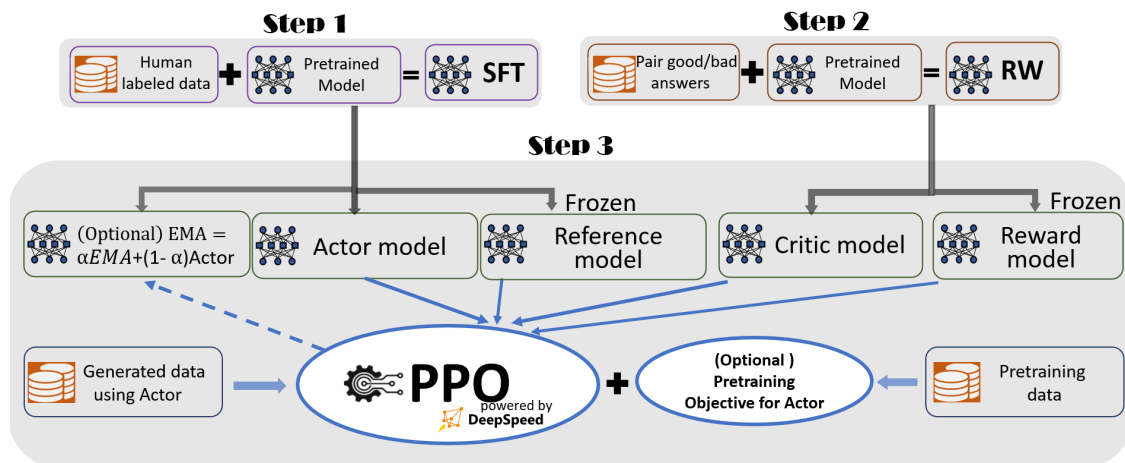 Step 1
Step 2
Human
labeled data
+
Pretrained
Model
=
SFT
Pair good/bad
answers
+
Pretrained
Model
=
RW
Step 3
Frozen
Frozen
(Optional) EMA =
αEMA+(1- α)Actor
Actor model
Reference
model
Critic model
Reward
model
Generated data
using Actor
PPO
powered by
DeepSpeed
+
(Optional )
Pretraining
Objective for Actor
Pretraining
data